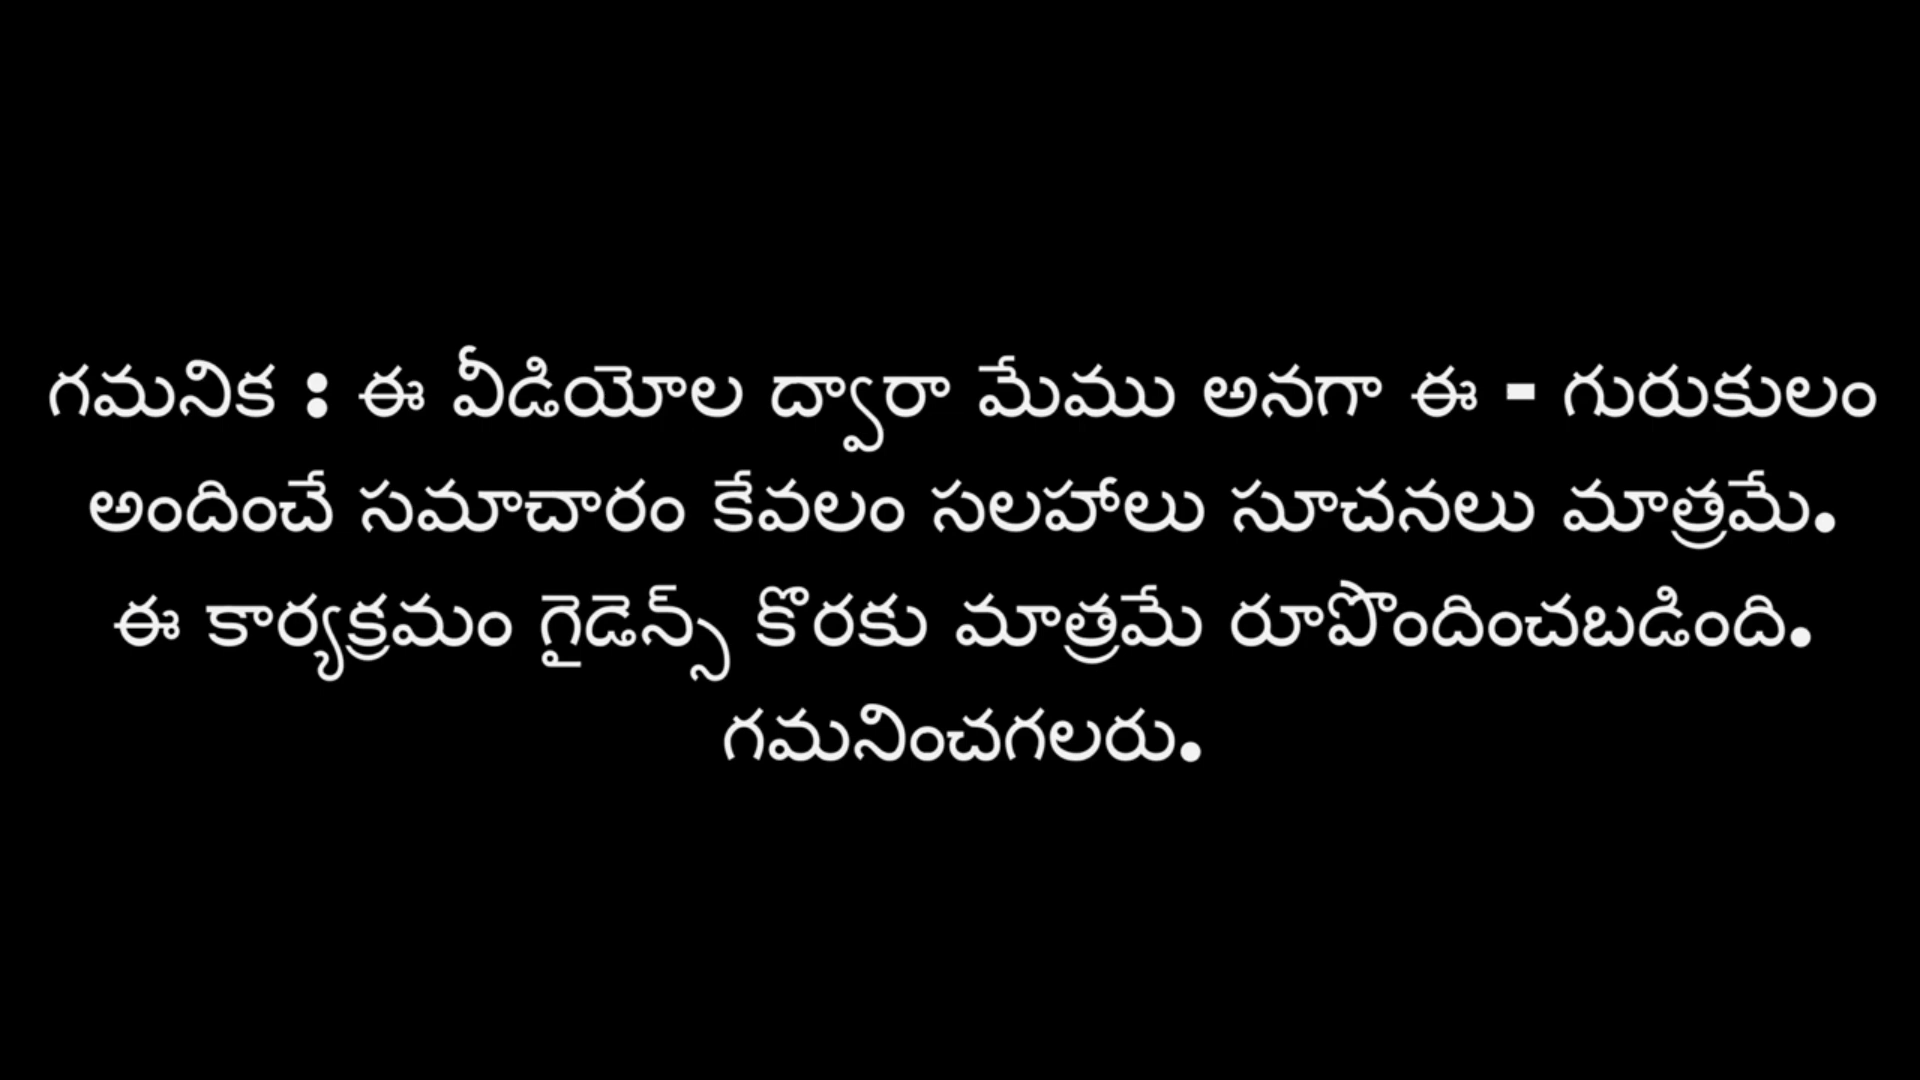 గమనిక : ఈ వీడియోల ద్వారా మేము అనగా ఈ - గురుకులం
అందించే సమాచారం కేవలం సలహాలు సూచనలు మాత్రమే.
ఈ కార్యక్రమం గైడెన్స్ కొరకు మాత్రమే రూపొందించబడింది.
గమనించగలరు.